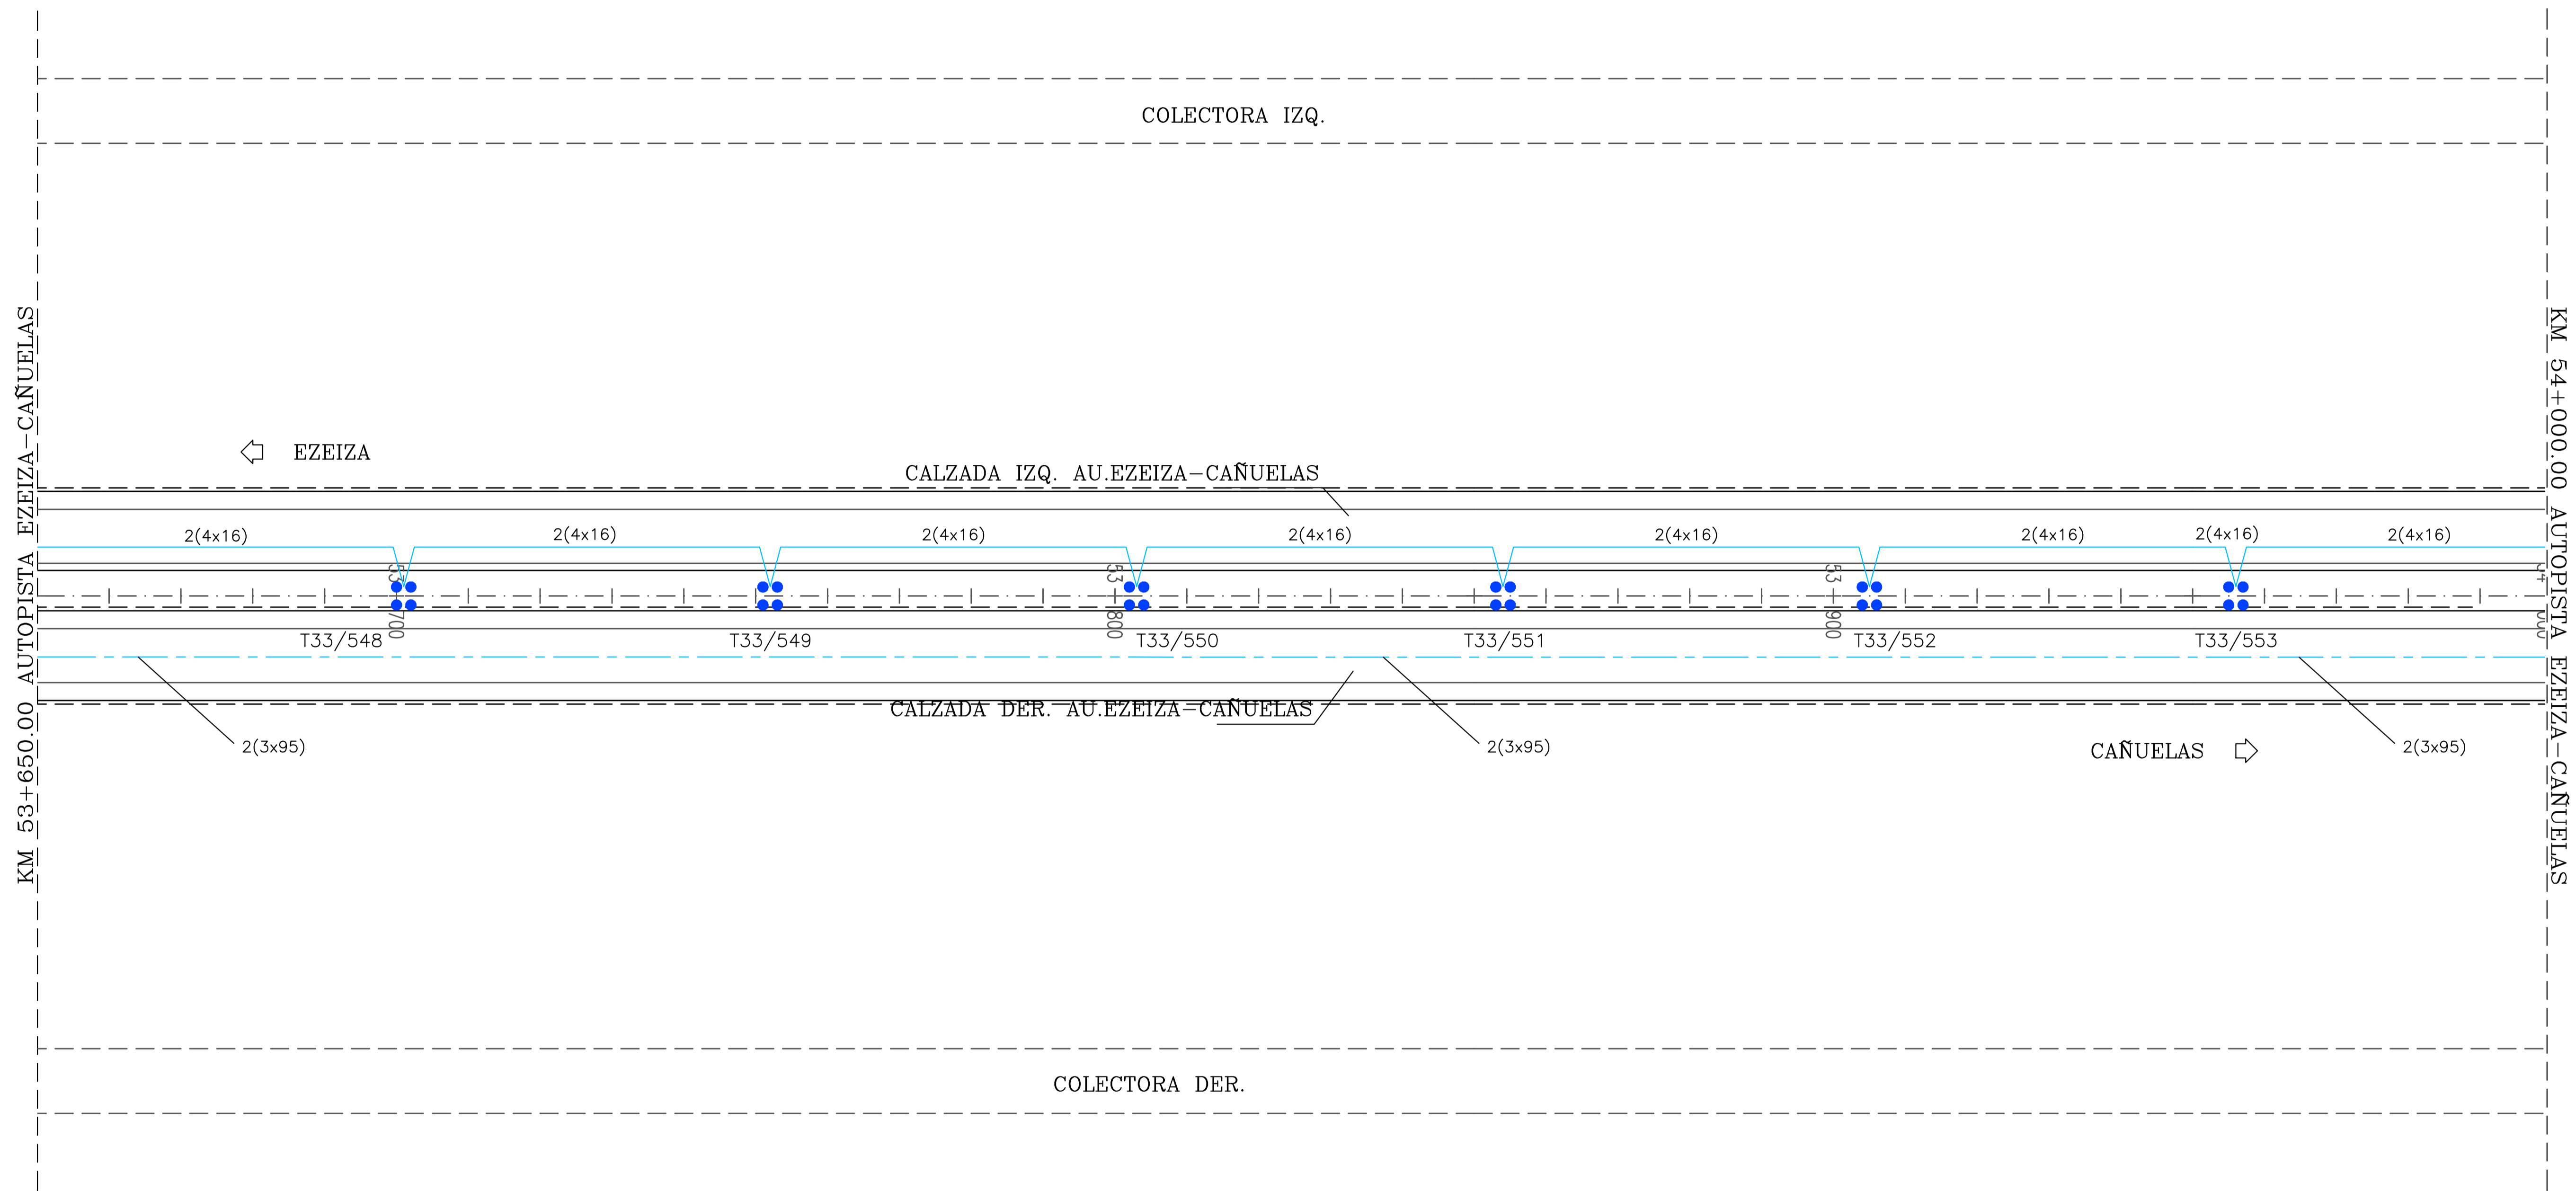 COLECTORA IZQ.
KM 53+650.00 AUTOPISTA EZEIZA-CAÑUELAS
KM 54+000.00 AUTOPISTA EZEIZA-CAÑUELAS
EZEIZA
CALZADA IZQ. AU.EZEIZA-CAÑUELAS
2(4x16) 2(4x16) 2(4x16) 2(4x16) 2(4x16) 2(4x16) 2(4x16) 2(4x16)
53 700
53 800
53 900
T33/548 T33/549 T33/550 T33/551 T33/552 T33/553
CALZADA DER. AU.EZEIZA-CAÑUELAS
2(3x95) 2(3x95) 2(3x95)
CAÑUELAS
COLECTORA DER.